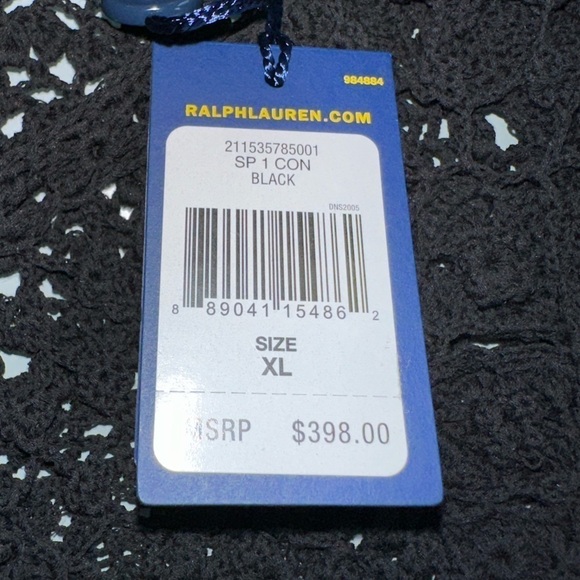 984884
RALPHLAUREN.COM
211535785001
SP 1 CON
BLACK
DNS2005
8 89041 15486 2
SIZE
XL
MSRP $398.00